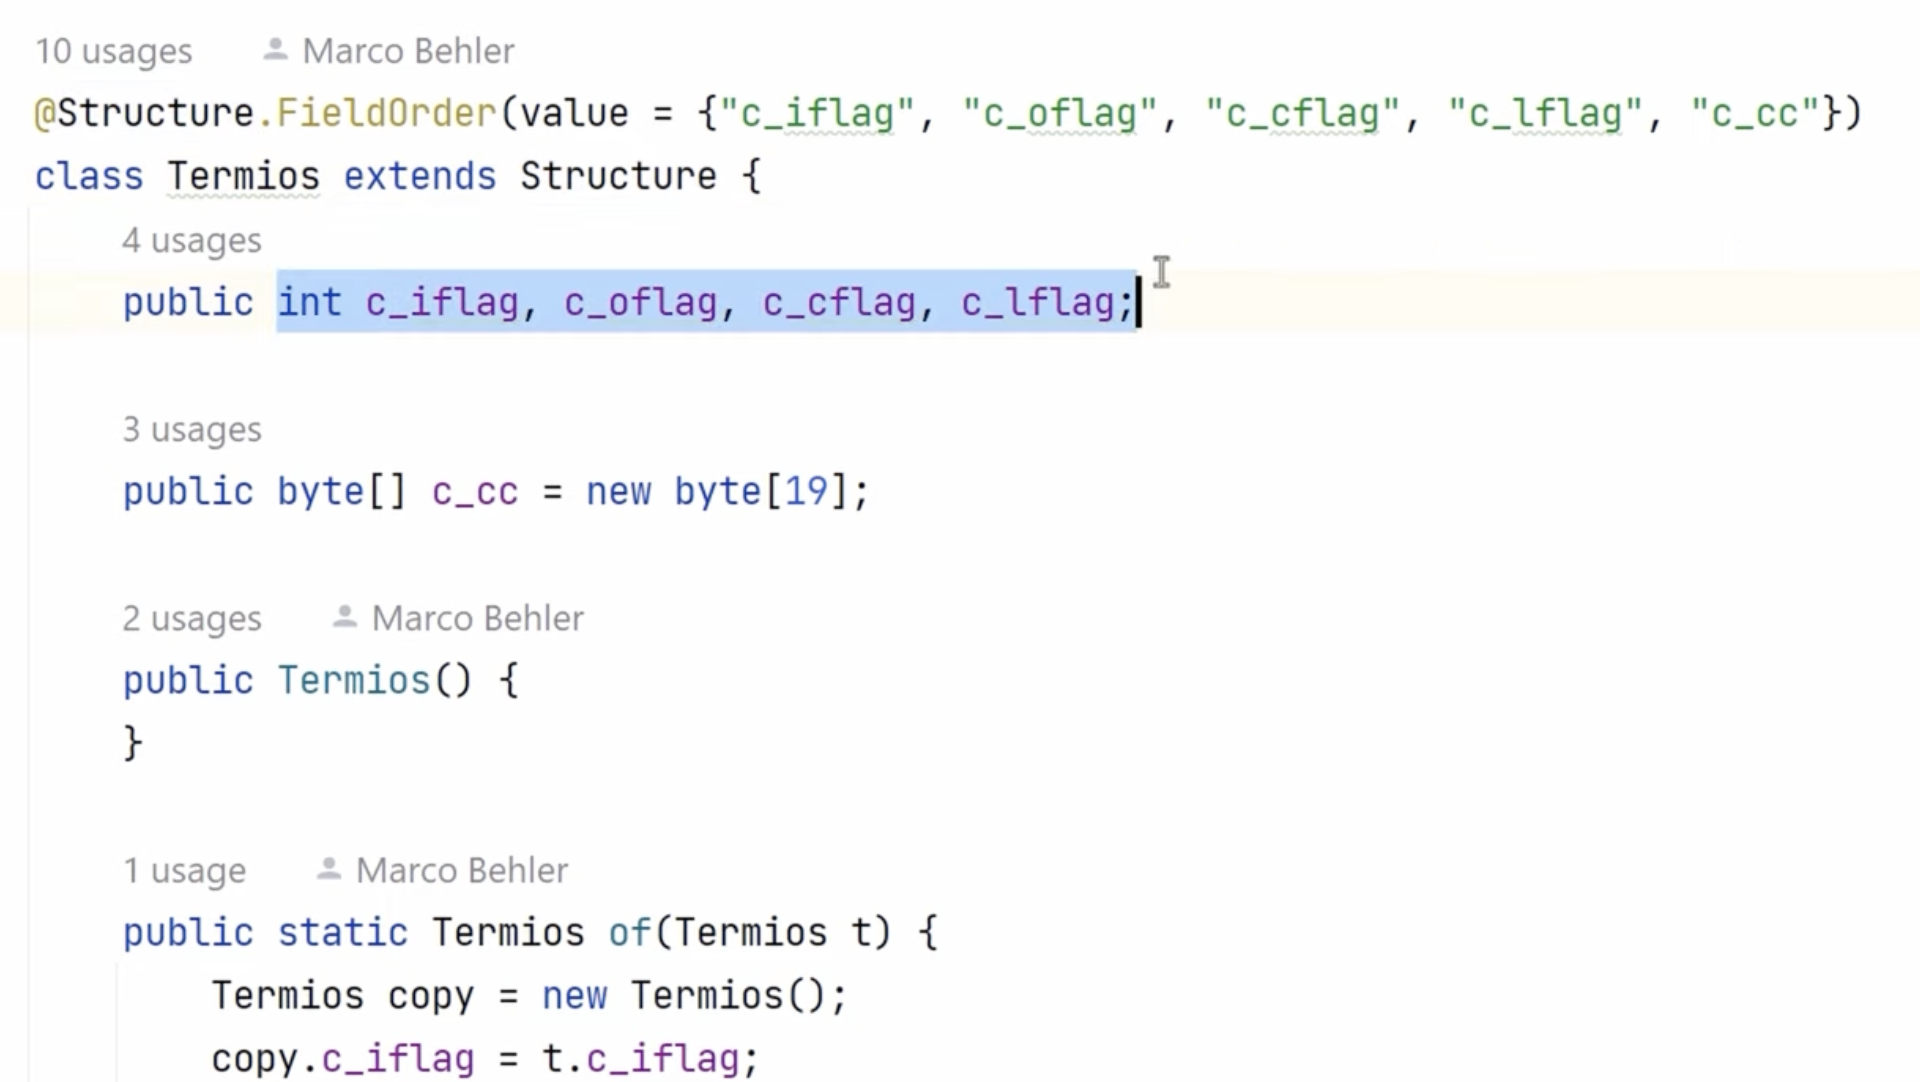 10 usages Marco Behler
@Structure.FieldOrder(value = {"c_iflag", "c_oflag", "c_cflag", "c_lflag", "c_cc"})
class Termios extends Structure {
4 usages
public int c_iflag, c_oflag, c_cflag, c_lflag;
3 usages
public byte[] c_cc = new byte[19];
2 usages Marco Behler
public Termios() {
}
1 usage Marco Behler
public static Termios of(Termios t) {
Termios copy = new Termios();
copy.c_iflag = t.c_iflag;